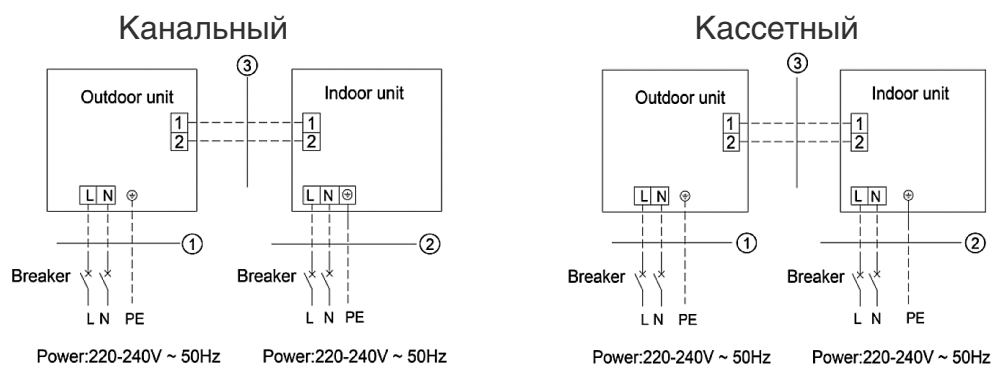 Канальный
③
Outdoor unit
Indoor unit
1
2
1
2
L N
L N
①
②
Breaker
Breaker
L N PE
L N PE
Power:220-240V ~ 50Hz
Power:220-240V ~ 50Hz
Кассетный
③
Outdoor unit
Indoor unit
1
2
1
2
L N
L N
①
②
Breaker
Breaker
L N PE
L N PE
Power:220-240V ~ 50Hz
Power:220-240V ~ 50Hz